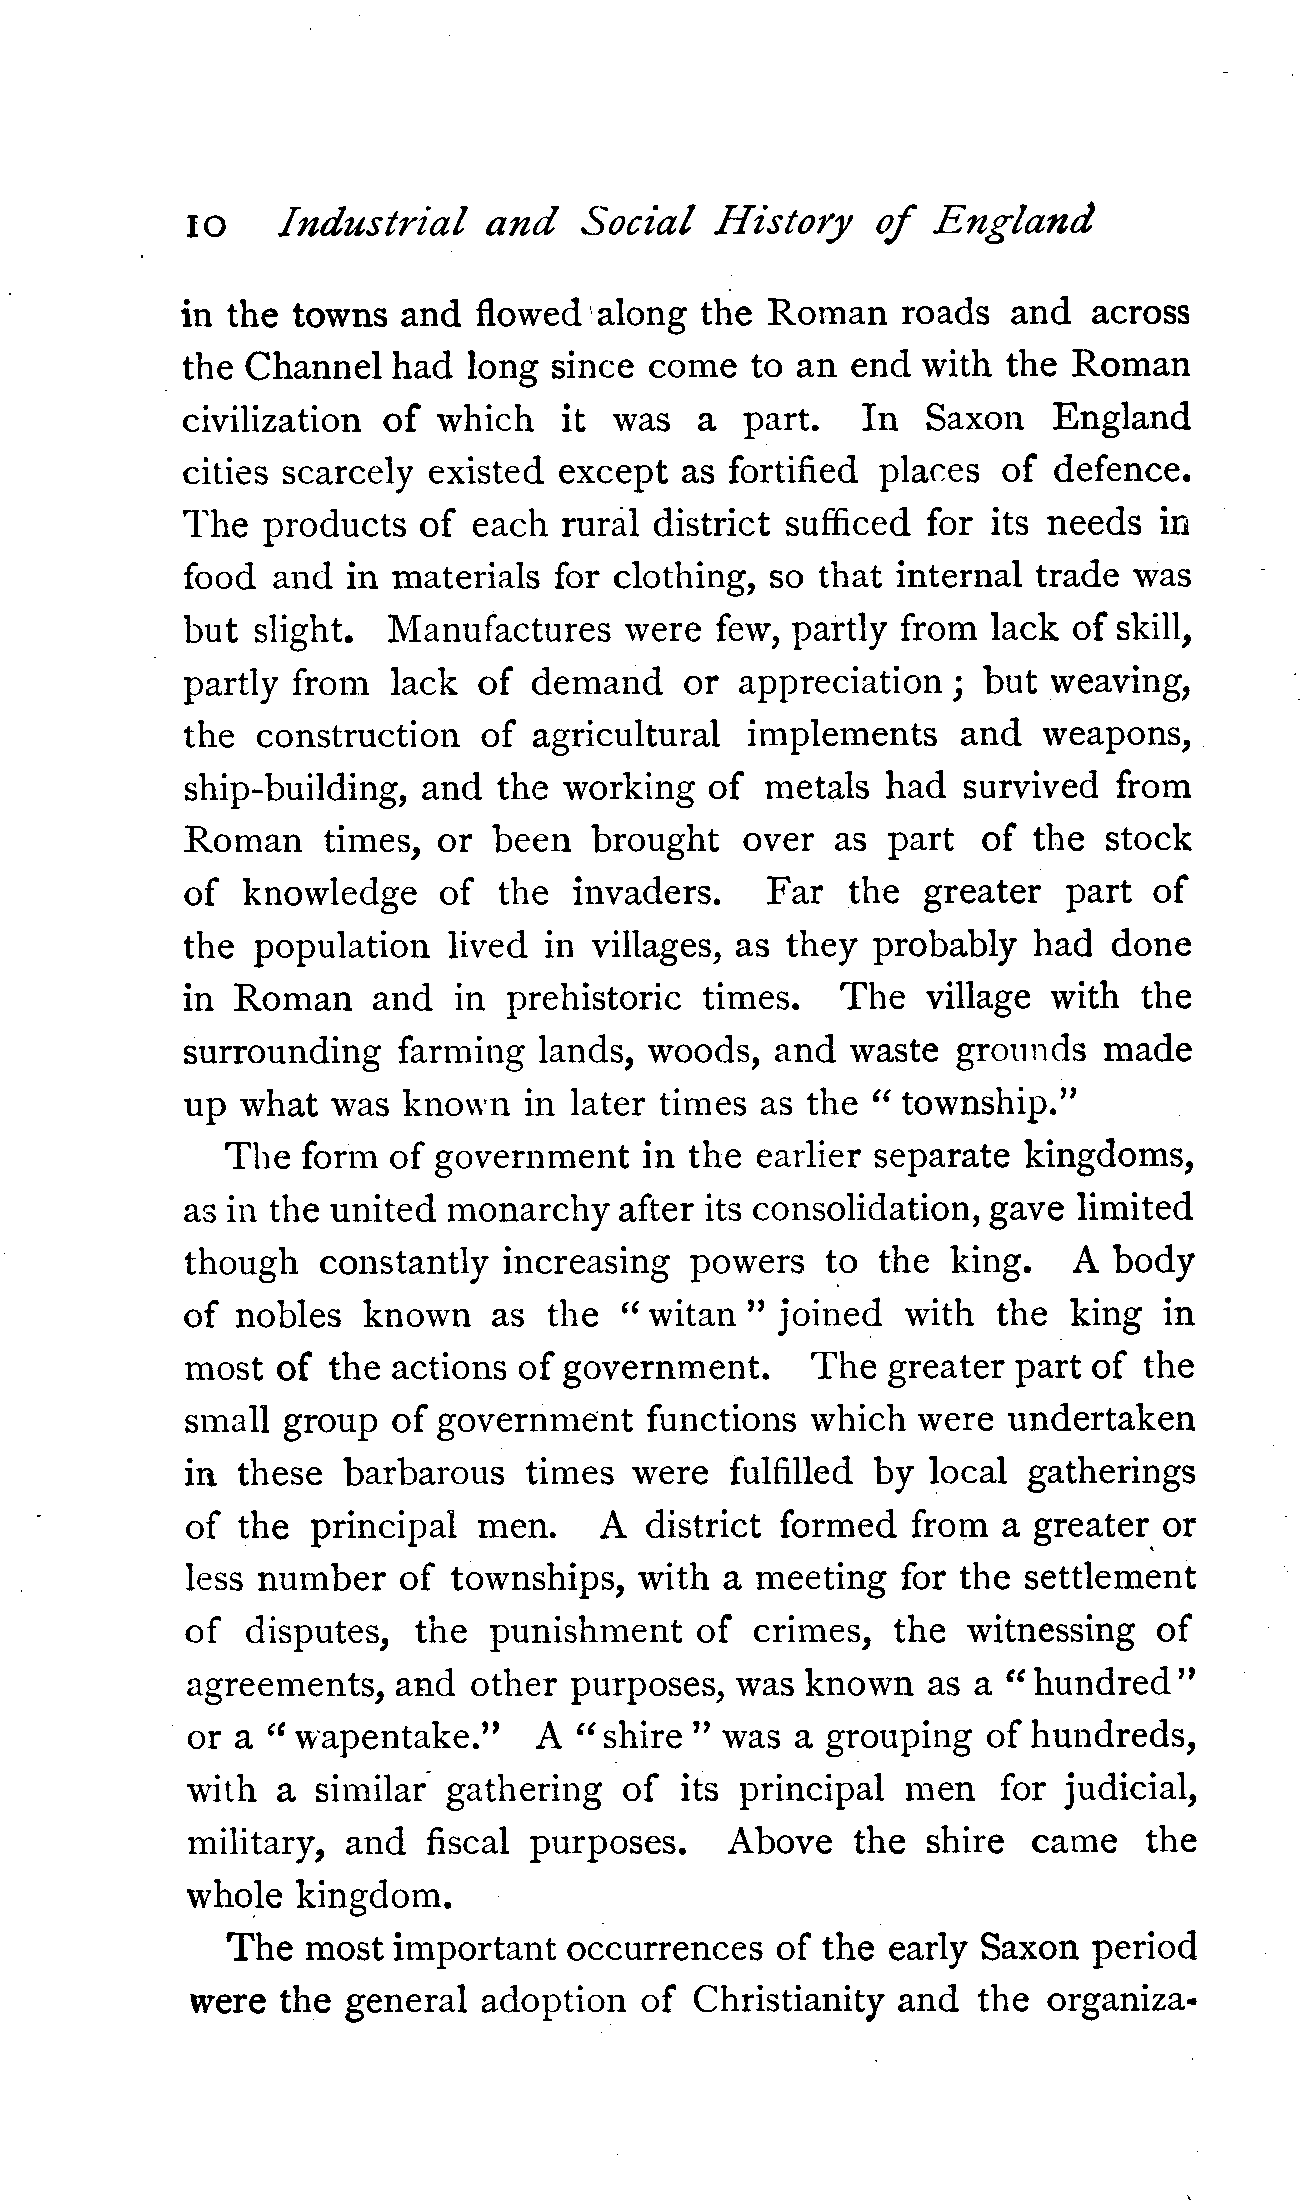 10 Industrial and Social History of England
in the towns and flowed along the Roman roads and across
the Channel had long since come to an end with the Roman
civilization of which it was a part. In Saxon England
cities scarcely existed except as fortified places of defence.
The products of each rural district sufficed for its needs in
food and in materials for clothing, so that internal trade was
but slight. Manufactures were few, partly from lack of skill,
partly from lack of demand or appreciation; but weaving,
the construction of agricultural implements and weapons,
ship-building, and the working of metals had survived from
Roman times, or been brought over as part of the stock
of knowledge of the invaders. Far the greater part of
the population lived in villages, as they probably had done
in Roman and in prehistoric times. The village with the
surrounding farming lands, woods, and waste grounds made
up what was known in later times as the "township."
The form of government in the earlier separate kingdoms,
as in the united monarchy after its consolidation, gave limited
though constantly increasing powers to the king. A body
of nobles known as the "witan" joined with the king in
most of the actions of government. The greater part of the
small group of government functions which were undertaken
in these barbarous times were fulfilled by local gatherings
of the principal men. A district formed from a greater or
less number of townships, with a meeting for the settlement
of disputes, the punishment of crimes, the witnessing of
agreements, and other purposes, was known as a "hundred"
or a "wapentake." A "shire" was a grouping of hundreds,
with a similar gathering of its principal men for judicial,
military, and fiscal purposes. Above the shire came the
whole kingdom.
The most important occurrences of the early Saxon period
were the general adoption of Christianity and the organiza-